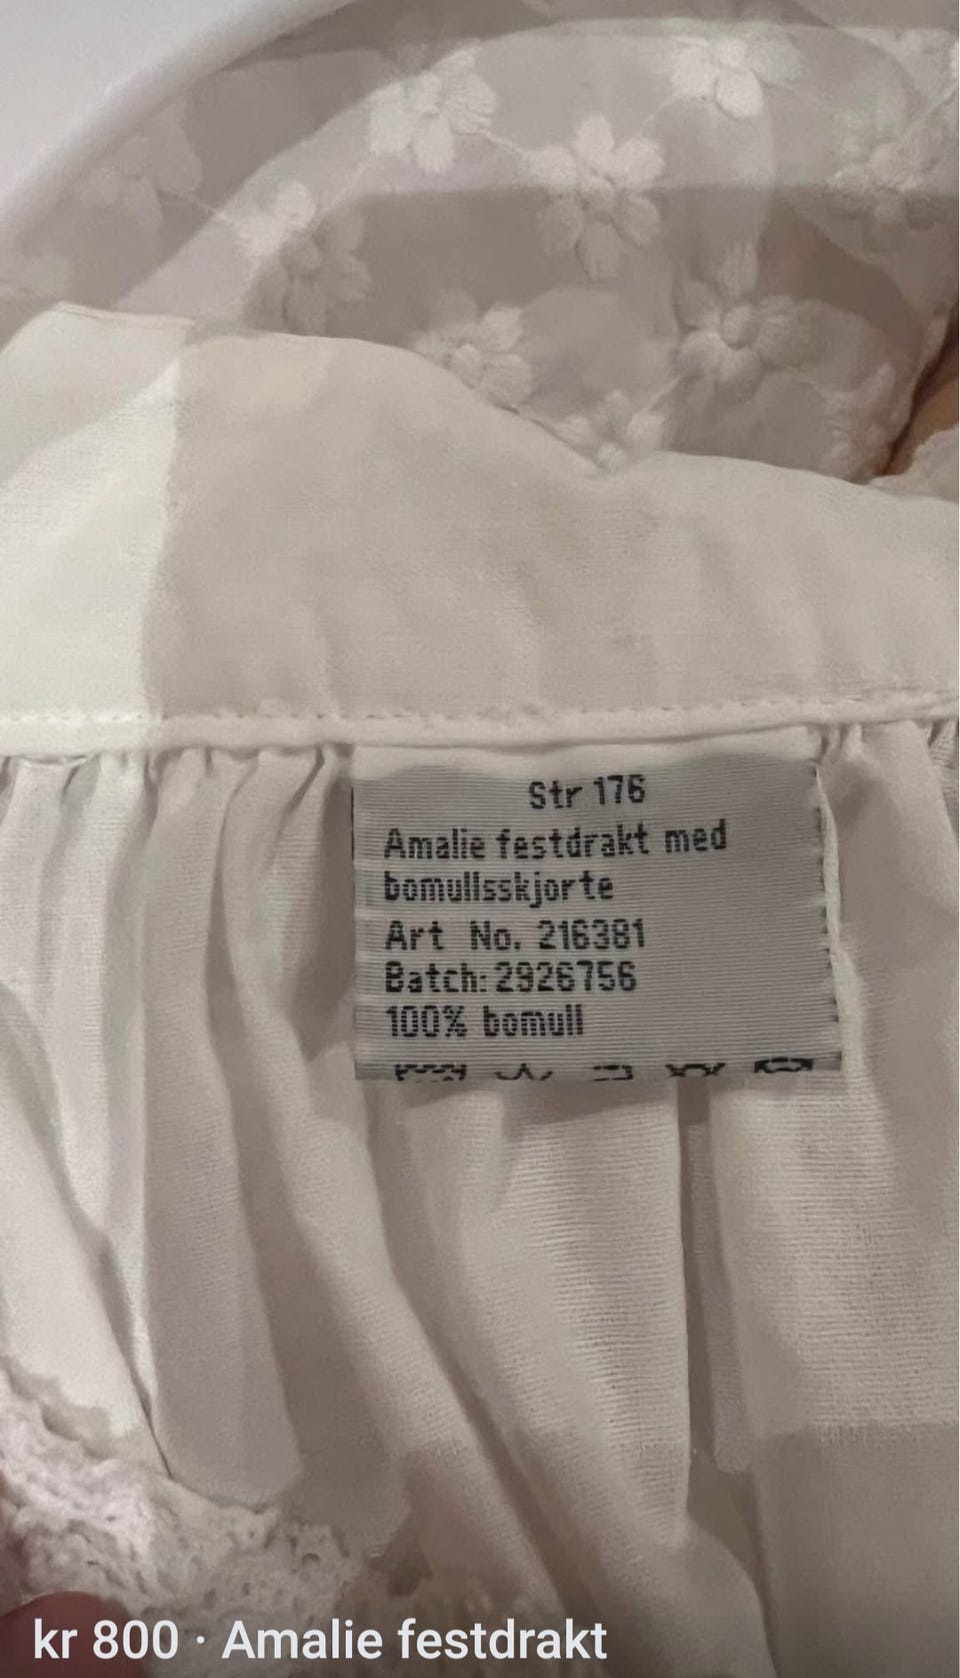 Str 176
Amalie festdrakt med
bomullsskjorte
Art No. 216381
Batch: 2926756
100% bomull
kr 800 · Amalie festdrakt